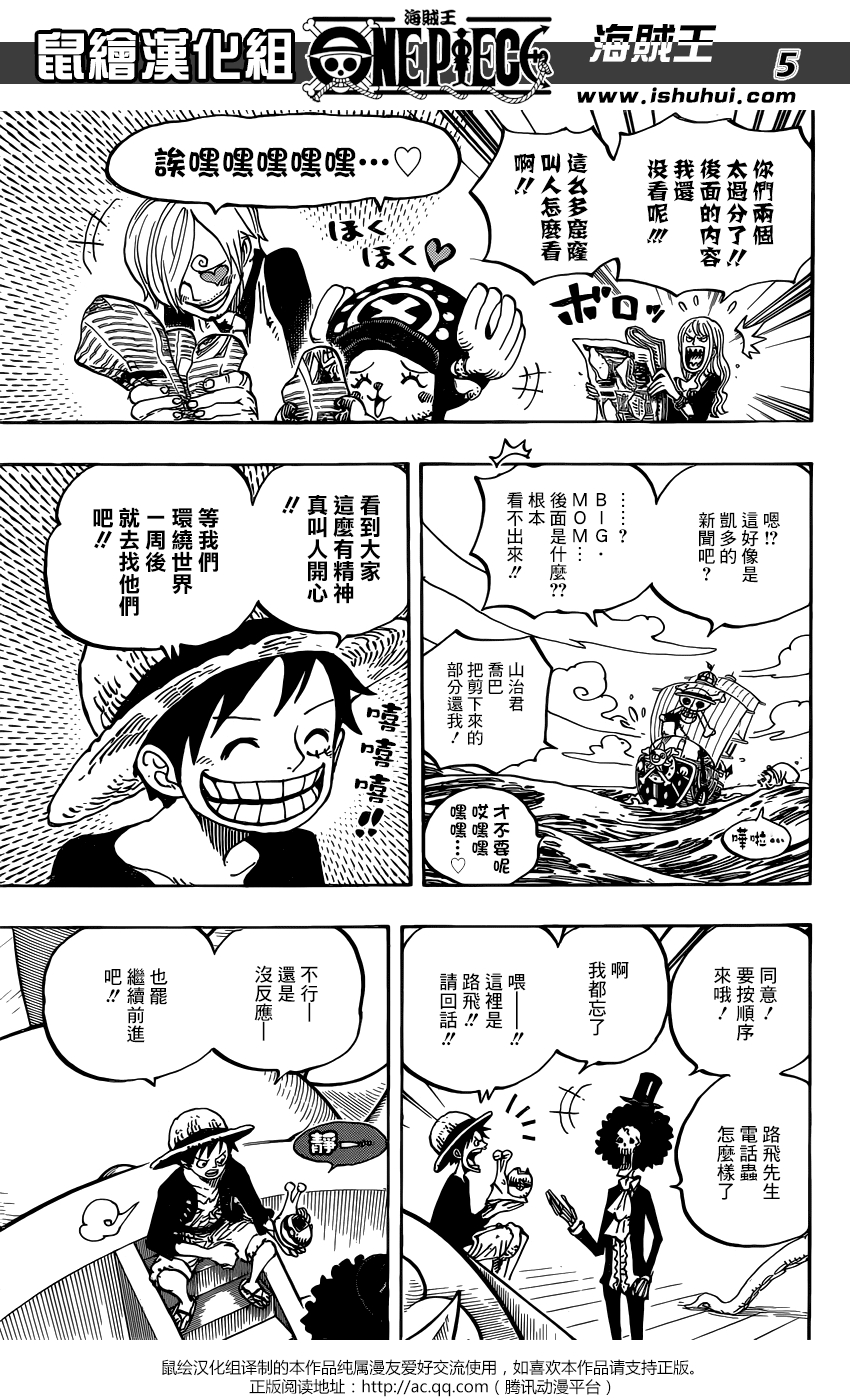 鼠繪漢化组
海賊王
ONE PIECE
海賊王
5
www.ishuhui.com
你們兩個
太過分了!!
後面的内容
我還
没看呢!!!
這么多窟窿
叫人怎麼看
啊!!
ボロッ
誒嘿嘿嘿嘿嘿…♡
ほく
ほく♡
嗯!?
這好像是
凱多的
新聞吧?
……?
BIG・
MOM…
後面是什麼??
根本
看不出來!!
山治君
喬巴
把剪下來的
部分還我!
嘩啦…
才不要呢
哎嘿嘿
嘿嘿…♡
看到大家
這麼有精神
真叫人開心
!!
等我們
環繞世界
一周後
就去找他們
吧!!
嘻
嘻
嘻!!
同意!
要按順序
來哦!
路飛先生
電話蟲
怎麼樣了
啊
我都忘了
喂——!!
這裡是
路飛!!
請回話!!
不行—
還是
沒反應—
也罷
繼續前進
吧!!
靜—
鼠绘汉化组译制的本作品纯属漫友爱好交流使用，如喜欢本作品请支持正版。
正版阅读地址：http://ac.qq.com（腾讯动漫平台）